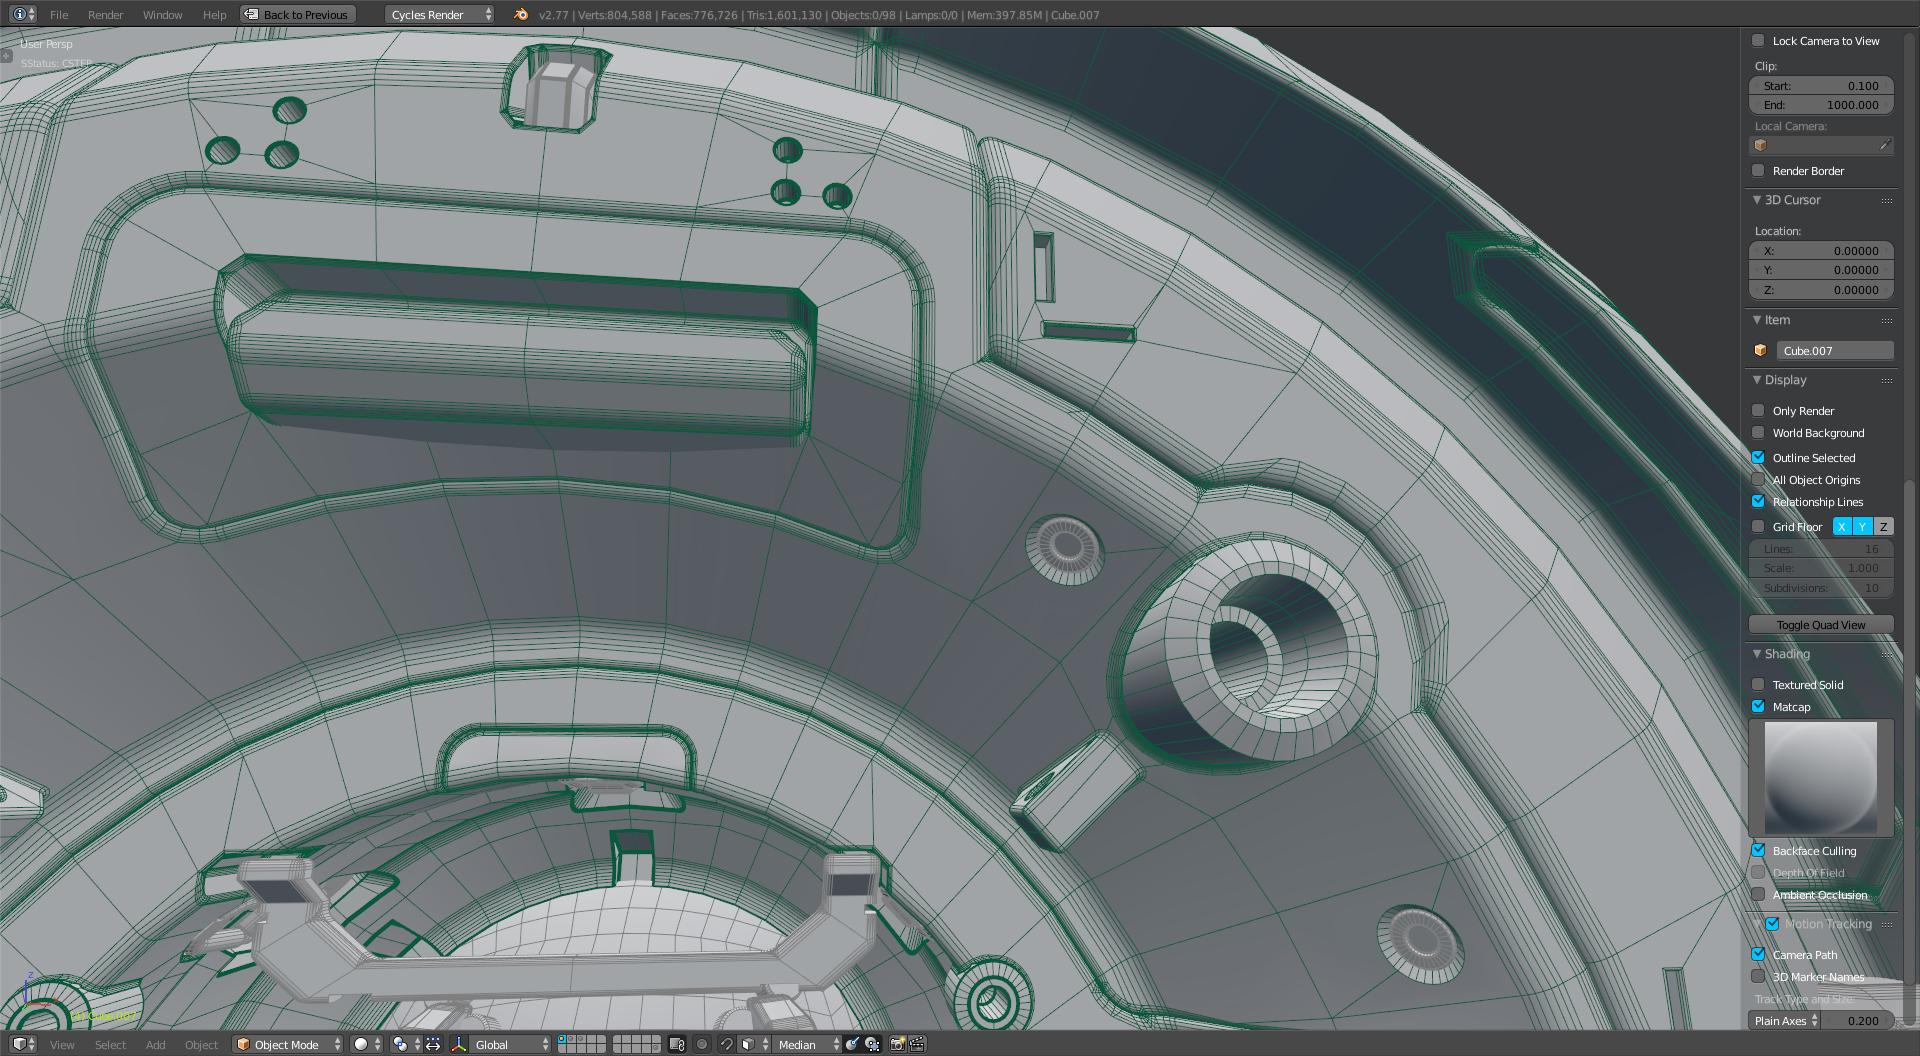 File Render Window Help Back to Previous Cycles Render v2.77 | Verts:804,588 | Faces:776,726 | Tris:1,601,130 | Objects:0/98 | Lamps:0/0 | Mem:397.85M | Cube.007
User Persp
SStatus: CSTEP
Lock Camera to View
Clip:
Start: 0.100
End: 1000.000
Local Camera:
Render Border
3D Cursor
Location:
X: 0.00000
Y: 0.00000
Z: 0.00000
Item
Cube.007
Display
Only Render
World Background
Outline Selected
All Object Origins
Relationship Lines
Grid Floor X Y Z
Lines: 16
Scale: 1.000
Subdivisions: 10
Toggle Quad View
Shading
Textured Solid
Matcap
Backface Culling
Depth Of Field
Ambient Occlusion
Motion Tracking
Camera Path
3D Marker Names
Track Type and Size:
Plain Axes 0.200
z
(1) Cube.007
View Select Add Object Object Mode Global Median